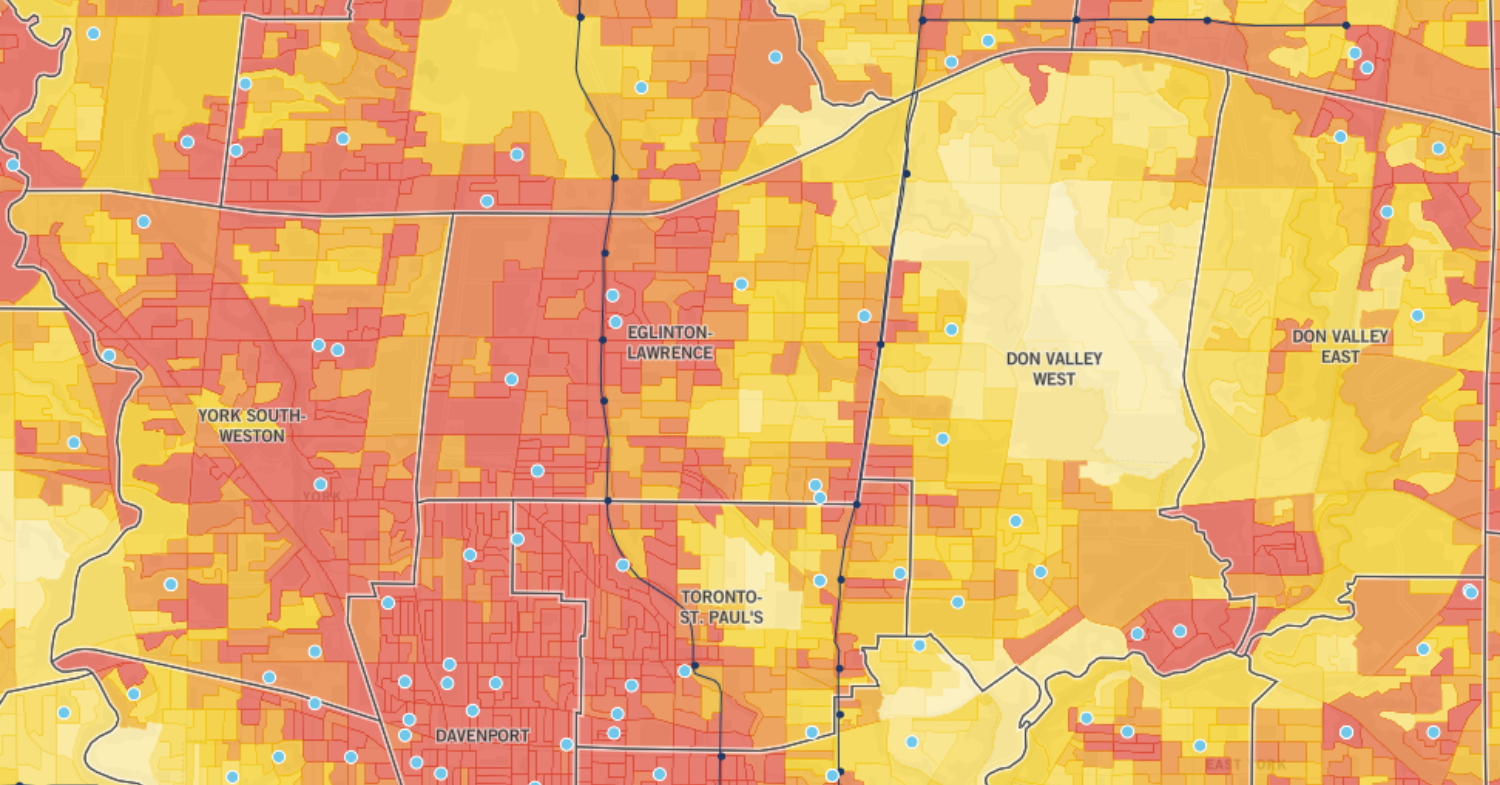 EGLINTON-
LAWRENCE
DON VALLEY
EAST
DON VALLEY
WEST
YORK SOUTH-
WESTON
YORK
TORONTO-
ST. PAUL'S
DAVENPORT
EAST YORK